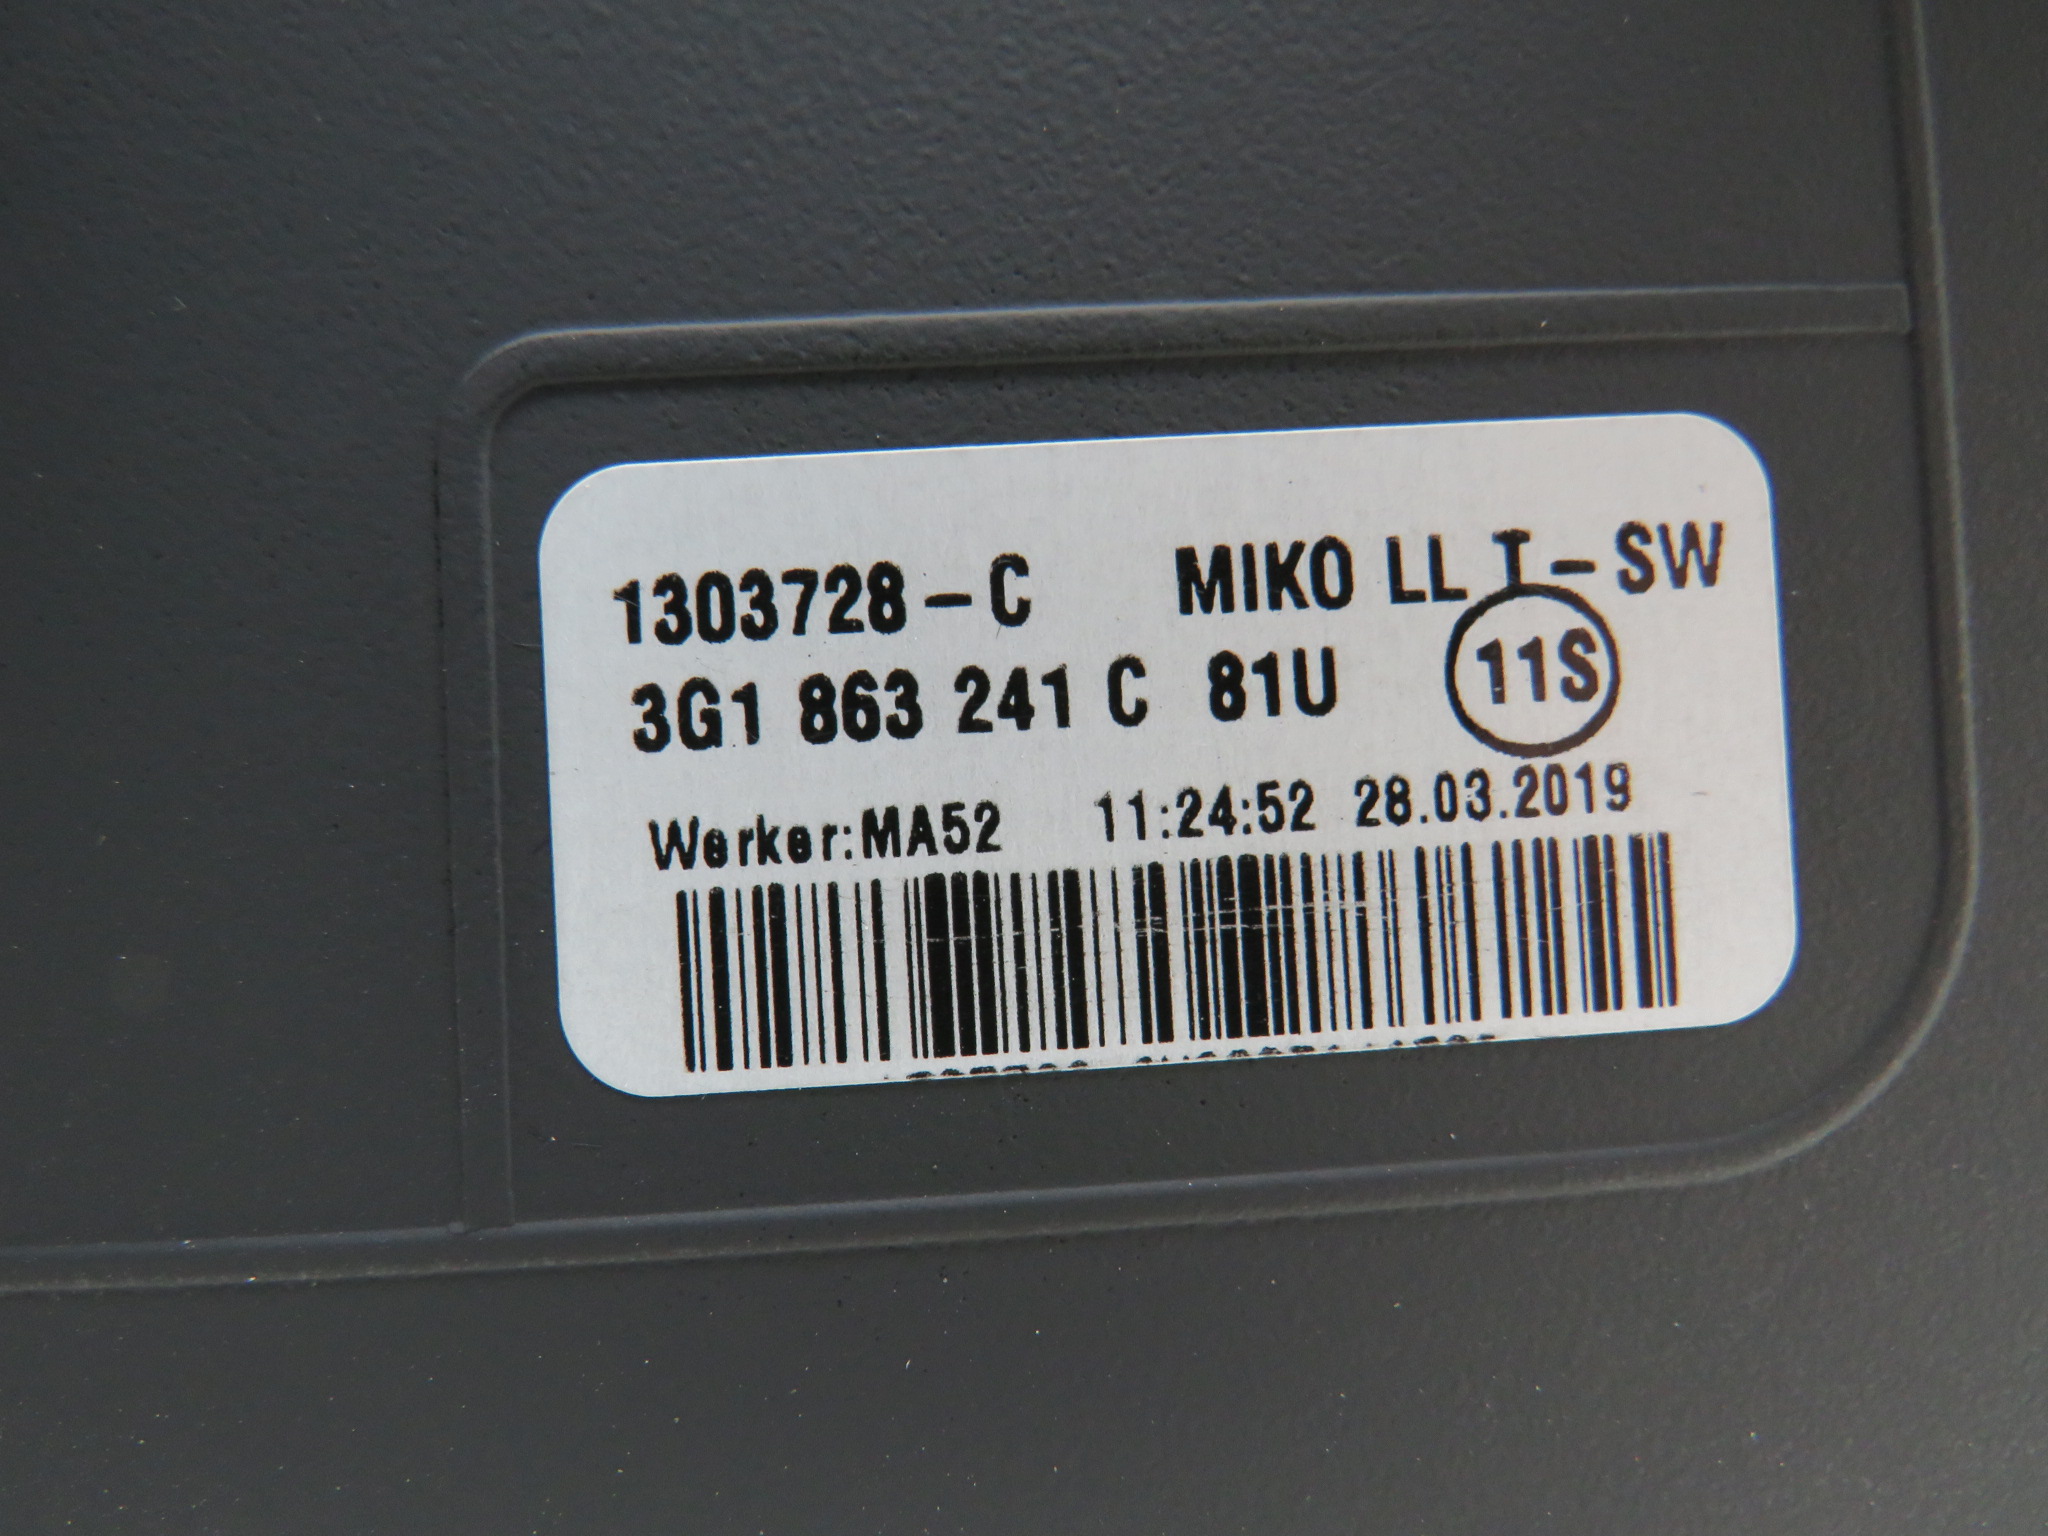 1303728-C MIKO LL T-SW
3G1 863 241 C 81U 11S
Werker:MA52 11:24:52 28.03.2019